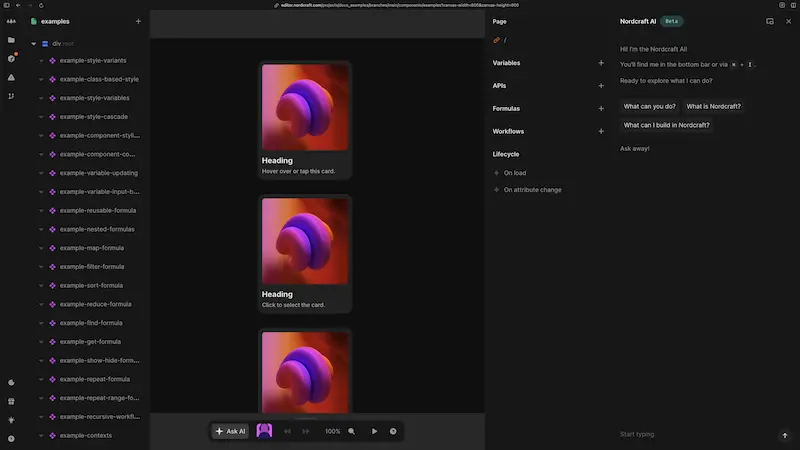 editor.nordcraft.com/projects/docs_examples/branches/main/components/examples?canvas-width=800&canvas-height=800
examples
div root
example-style-variants
example-class-based-style
example-style-variables
example-style-cascade
example-component-styli...
example-component-co...
example-variable-updating
example-variable-input-b...
example-reusable-formula
example-nested-formulas
example-map-formula
example-filter-formula
example-sort-formula
example-reduce-formula
example-find-formula
example-get-formula
example-show-hide-form...
example-repeat-formula
example-repeat-range-fo...
example-recursive-workfl...
example-contexts
Heading
Hover over or tap this card.
Heading
Click to select the card.
Ask AI
100%
Page
/
Variables
APIs
Formulas
Workflows
Lifecycle
On load
On attribute change
Nordcraft AI Beta
Hi! I'm the Nordcraft AI!
You'll find me in the bottom bar or via ⌘ + I.
Ready to explore what I can do?
What can you do? What is Nordcraft?
What can I build in Nordcraft?
Ask away!
Start typing